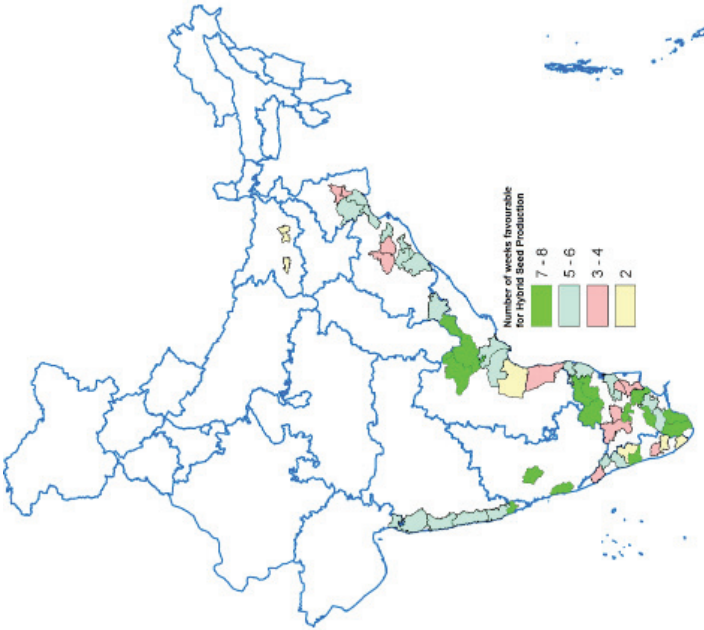 Number of weeks favourable
for Hybrid Seed Production
7 - 8
5 - 6
3 - 4
2